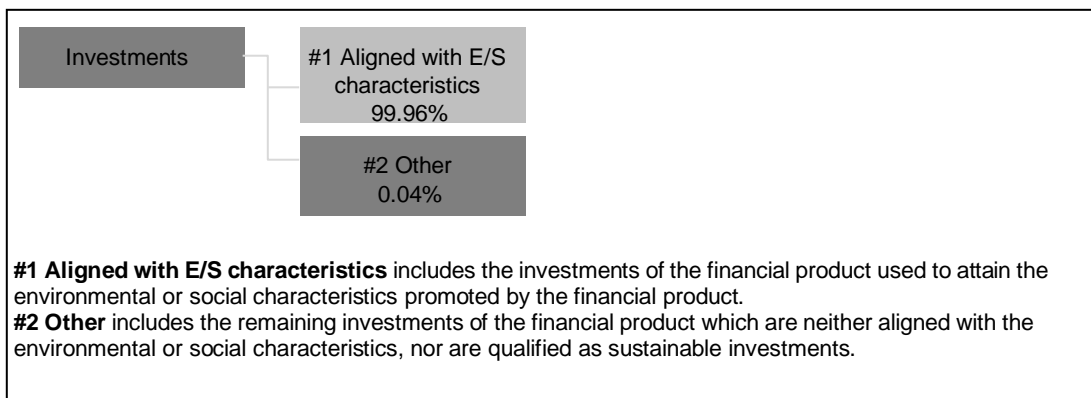 Investments
#1 Aligned with E/S
characteristics
99.96%
#2 Other
0.04%
#1 Aligned with E/S characteristics includes the investments of the financial product used to attain the
environmental or social characteristics promoted by the financial product.
#2 Other includes the remaining investments of the financial product which are neither aligned with the
environmental or social characteristics, nor are qualified as sustainable investments.